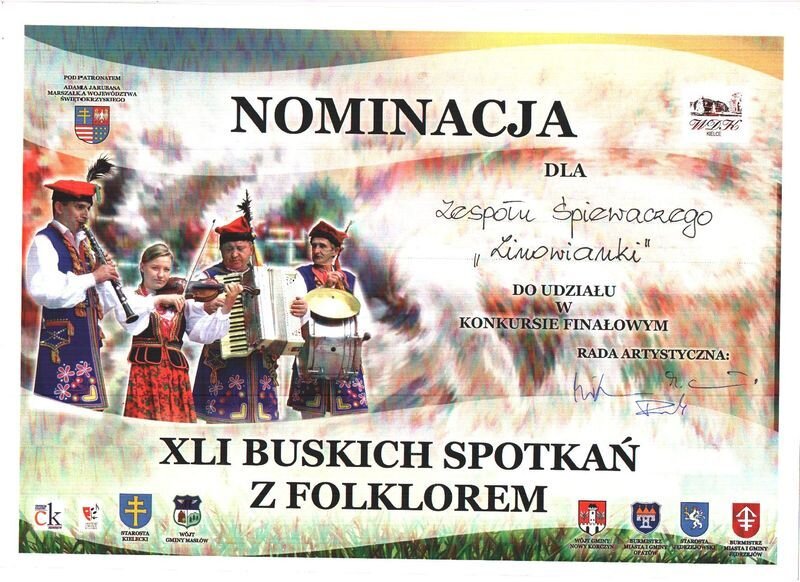 POD PATRONATEM
ADAMA JARUBASA
MARSZAŁKA WOJEWÓDZTWA
ŚWIĘTOKRZYSKIEGO
NOMINACJA
WDK
KIELCE
DLA
Zespołu Śpiewaczego
„Linowianki"
DO UDZIAŁU
W
KONKURSIE FINAŁOWYM
RADA ARTYSTYCZNA:
XLI BUSKICH SPOTKAŃ
Z FOLKLOREM
ck
STAROSTA
KIELECKI
WÓJT
GMINY MASŁÓW
WÓJT GMINY
NOWY KORCZYN
BURMISTRZ
MIASTA I GMINY
OPATÓW
STAROSTA
JĘDRZEJOWSKI
BURMISTRZ
MIASTA I GMINY
JĘDRZEJÓW